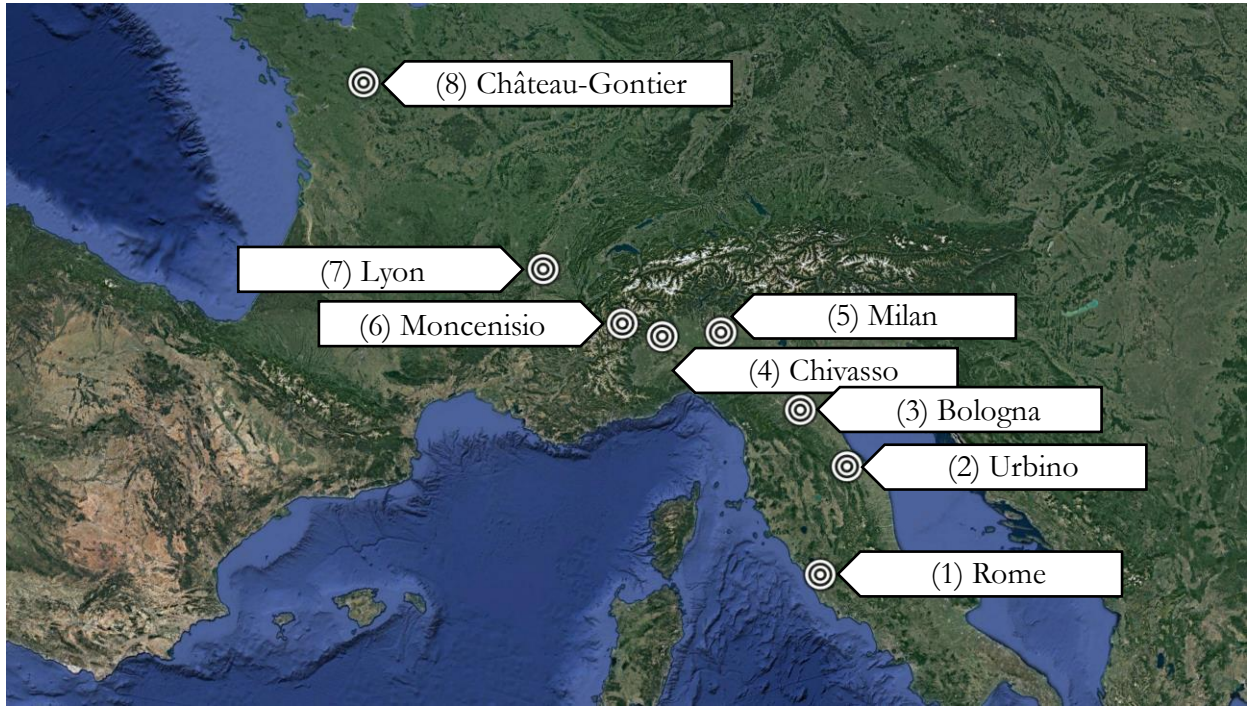 (8) Château-Gontier
(7) Lyon
(6) Moncenisio
(5) Milan
(4) Chivasso
(3) Bologna
(2) Urbino
(1) Rome